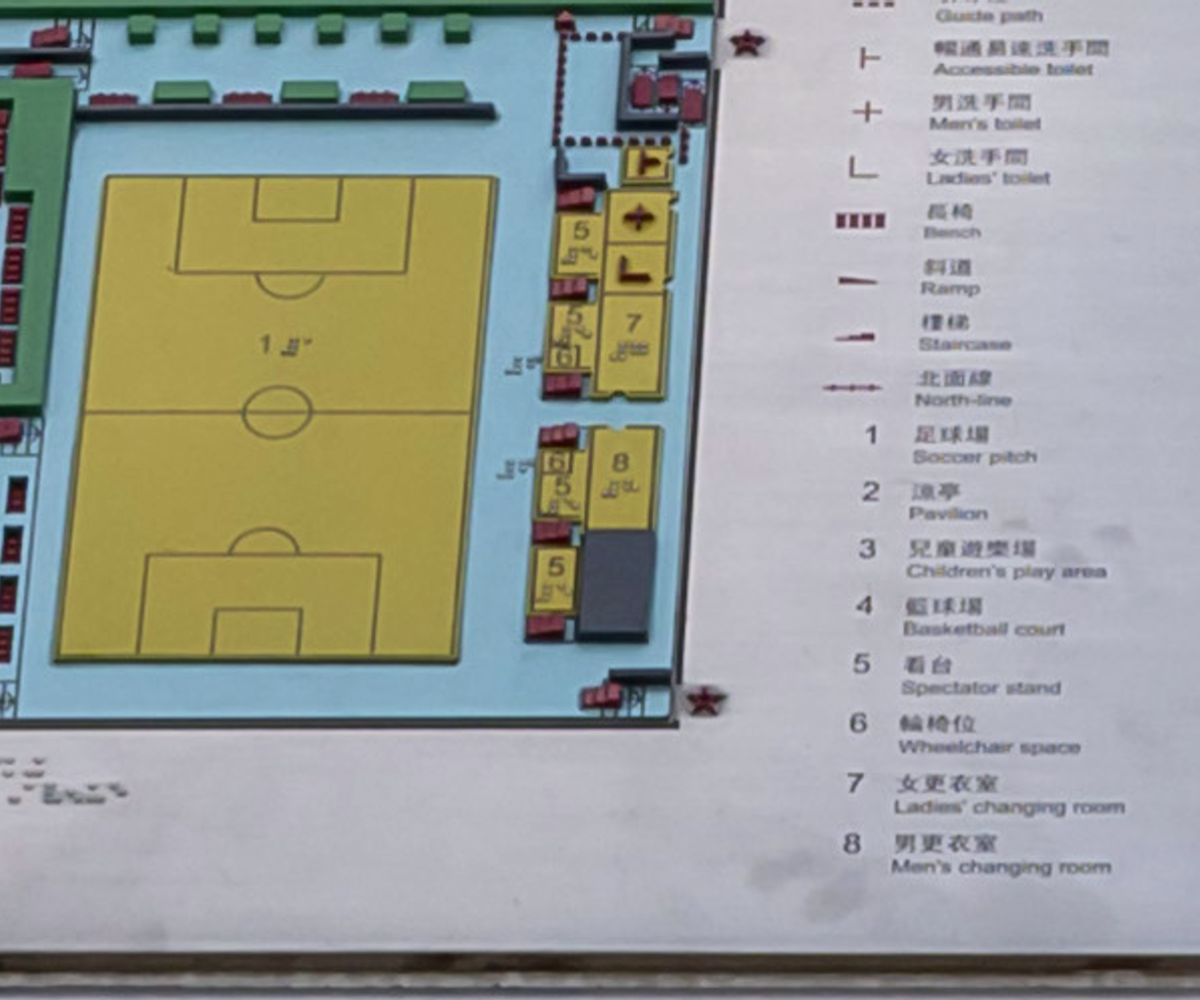 Guide path
暢通易達洗手間
Accessible toilet
男洗手間
Men's toilet
女洗手間
Ladies' toilet
長椅
Bench
斜道
Ramp
樓梯
Staircase
北面線
North-line
1 足球場
Soccer pitch
2 涼亭
Pavilion
3 兒童遊樂場
Children's play area
4 籃球場
Basketball court
5 看台
Spectator stand
6 輪椅位
Wheelchair space
7 女更衣室
Ladies' changing room
8 男更衣室
Men's changing room
5
5
7
6
1
6
8
5
5